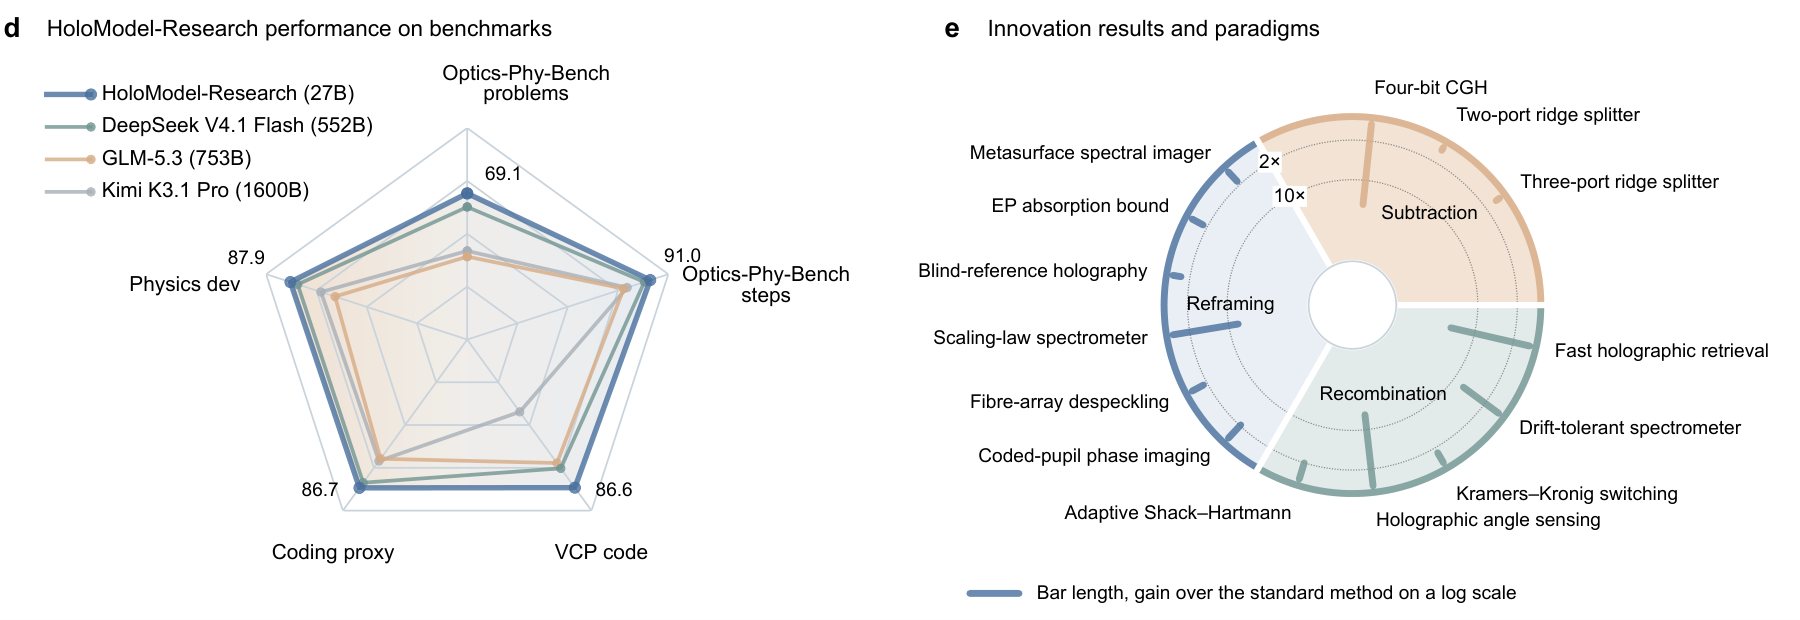 d HoloModel-Research performance on benchmarks
HoloModel-Research (27B)
DeepSeek V4.1 Flash (552B)
GLM-5.3 (753B)
Kimi K3.1 Pro (1600B)
Optics-Phy-Bench
problems
69.1
91.0
Optics-Phy-Bench
steps
87.9
Physics dev
86.7
86.6
Coding proxy
VCP code
e Innovation results and paradigms
Four-bit CGH
Two-port ridge splitter
Three-port ridge splitter
Subtraction
2×
10×
Metasurface spectral imager
EP absorption bound
Blind-reference holography
Reframing
Scaling-law spectrometer
Fibre-array despeckling
Coded-pupil phase imaging
Adaptive Shack–Hartmann
Recombination
Fast holographic retrieval
Drift-tolerant spectrometer
Kramers–Kronig switching
Holographic angle sensing
Bar length, gain over the standard method on a log scale